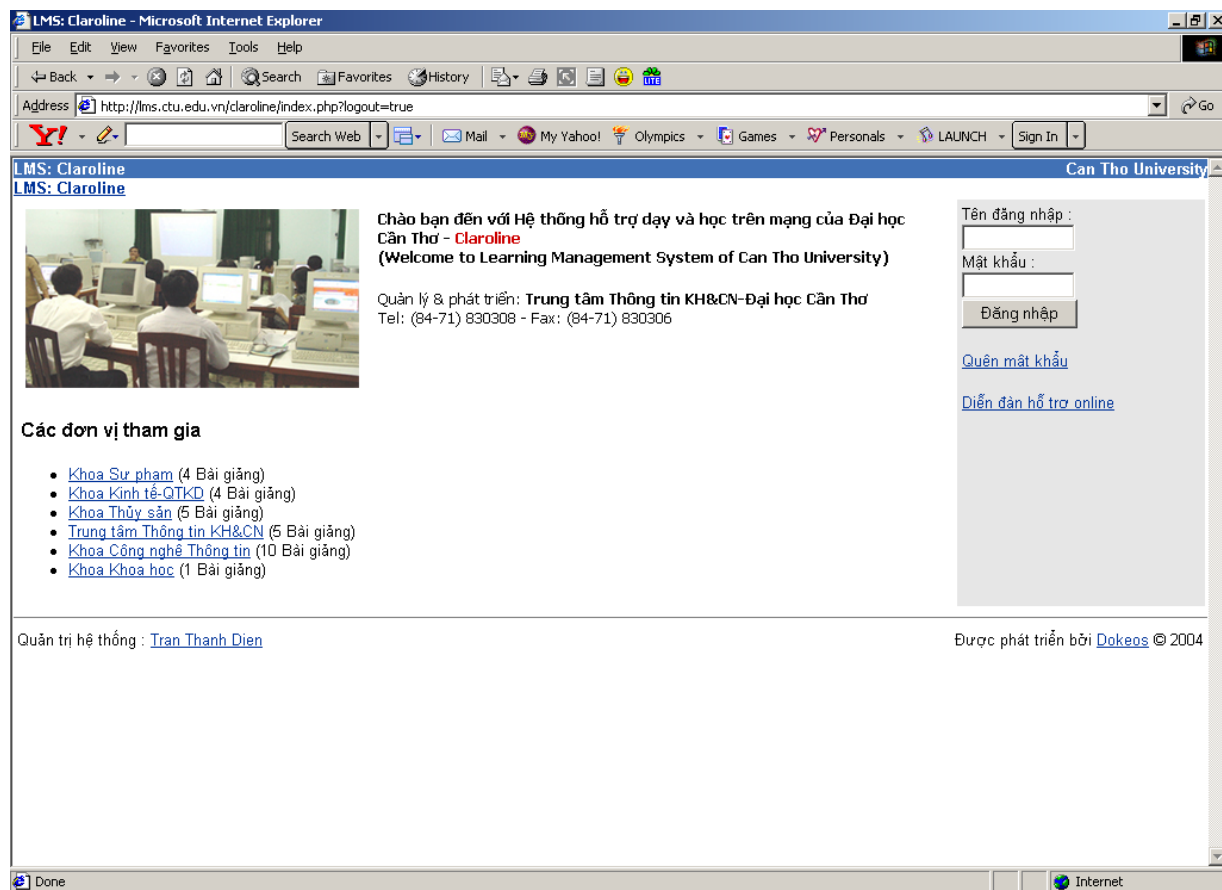 LMS: Claroline - Microsoft Internet Explorer
File Edit View Favorites Tools Help
Back Search Favorites History
Address http://lms.ctu.edu.vn/claroline/index.php?logout=true Go
Y! Search Web Mail My Yahoo! Olympics Games Personals LAUNCH Sign In
LMS: Claroline Can Tho University
LMS: Claroline
Chào bạn đến với Hệ thống hỗ trợ dạy và học trên mạng của Đại học
Cần Thơ - Claroline
(Welcome to Learning Management System of Can Tho University)
Quản lý & phát triển: Trung tâm Thông tin KH&CN-Đại học Cần Thơ
Tel: (84-71) 830308 - Fax: (84-71) 830306
Tên đăng nhập :
Mật khẩu :
Đăng nhập
Quên mật khẩu
Diễn đàn hỗ trợ online
Các đơn vị tham gia
Khoa Sư phạm (4 Bài giảng)
Khoa Kinh tế-QTKD (4 Bài giảng)
Khoa Thủy sản (5 Bài giảng)
Trung tâm Thông tin KH&CN (5 Bài giảng)
Khoa Công nghệ Thông tin (10 Bài giảng)
Khoa Khoa học (1 Bài giảng)
Quản trị hệ thống : Tran Thanh Dien
Được phát triển bởi Dokeos © 2004
Done Internet